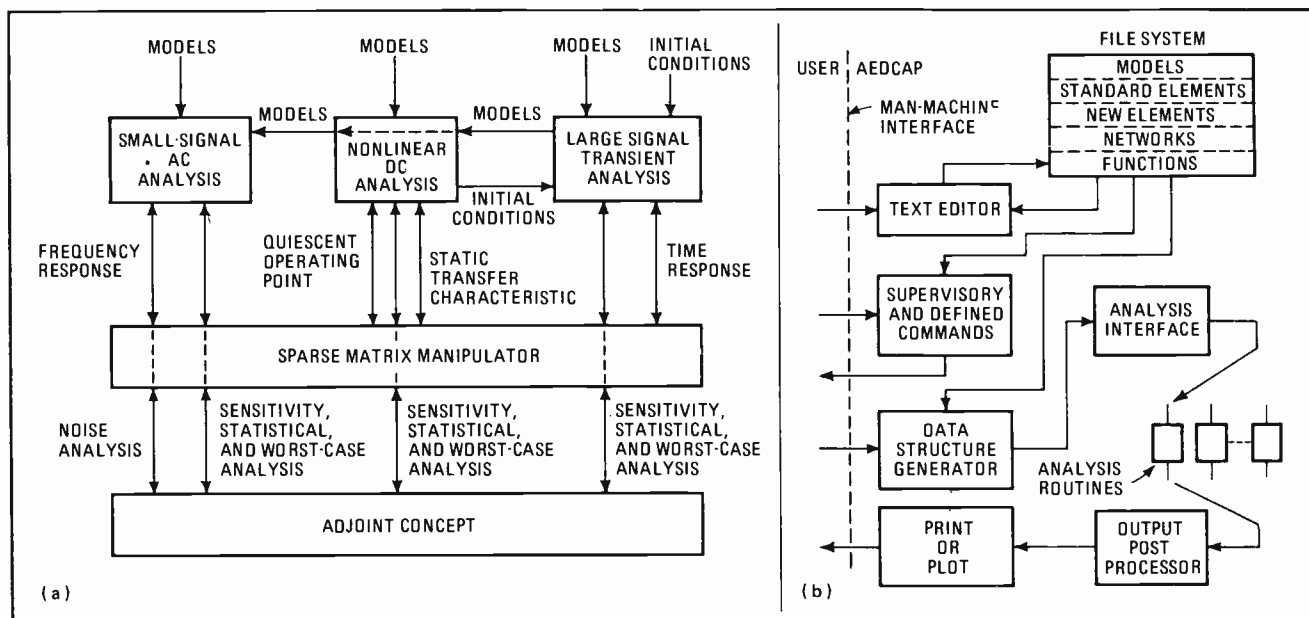 MODELS
MODELS
MODELS
INITIAL
CONDITIONS
MODELS
MODELS
SMALL-SIGNAL
AC
ANALYSIS
NONLINEAR
DC
ANALYSIS
LARGE SIGNAL
TRANSIENT
ANALYSIS
INITIAL
CONDITIONS
FREQUENCY
RESPONSE
QUIESCENT
OPERATING
POINT
STATIC
TRANSFER
CHARACTERISTIC
TIME
RESPONSE
SPARSE MATRIX MANIPULATOR
NOISE
ANALYSIS
SENSITIVITY,
STATISTICAL,
AND WORST-CASE
ANALYSIS
SENSITIVITY,
STATISTICAL,
AND WORST-CASE
ANALYSIS
SENSITIVITY,
STATISTICAL,
AND WORST-CASE
ANALYSIS
ADJOINT CONCEPT
(a)
FILE SYSTEM
USER
AEDCAP
MODELS
STANDARD ELEMENTS
NEW ELEMENTS
NETWORKS
FUNCTIONS
MAN-MACHINE
INTERFACE
TEXT EDITOR
SUPERVISORY
AND DEFINED
COMMANDS
ANALYSIS
INTERFACE
DATA
STRUCTURE
GENERATOR
ANALYSIS
ROUTINES
PRINT
OR
PLOT
OUTPUT
POST
PROCESSOR
(b)